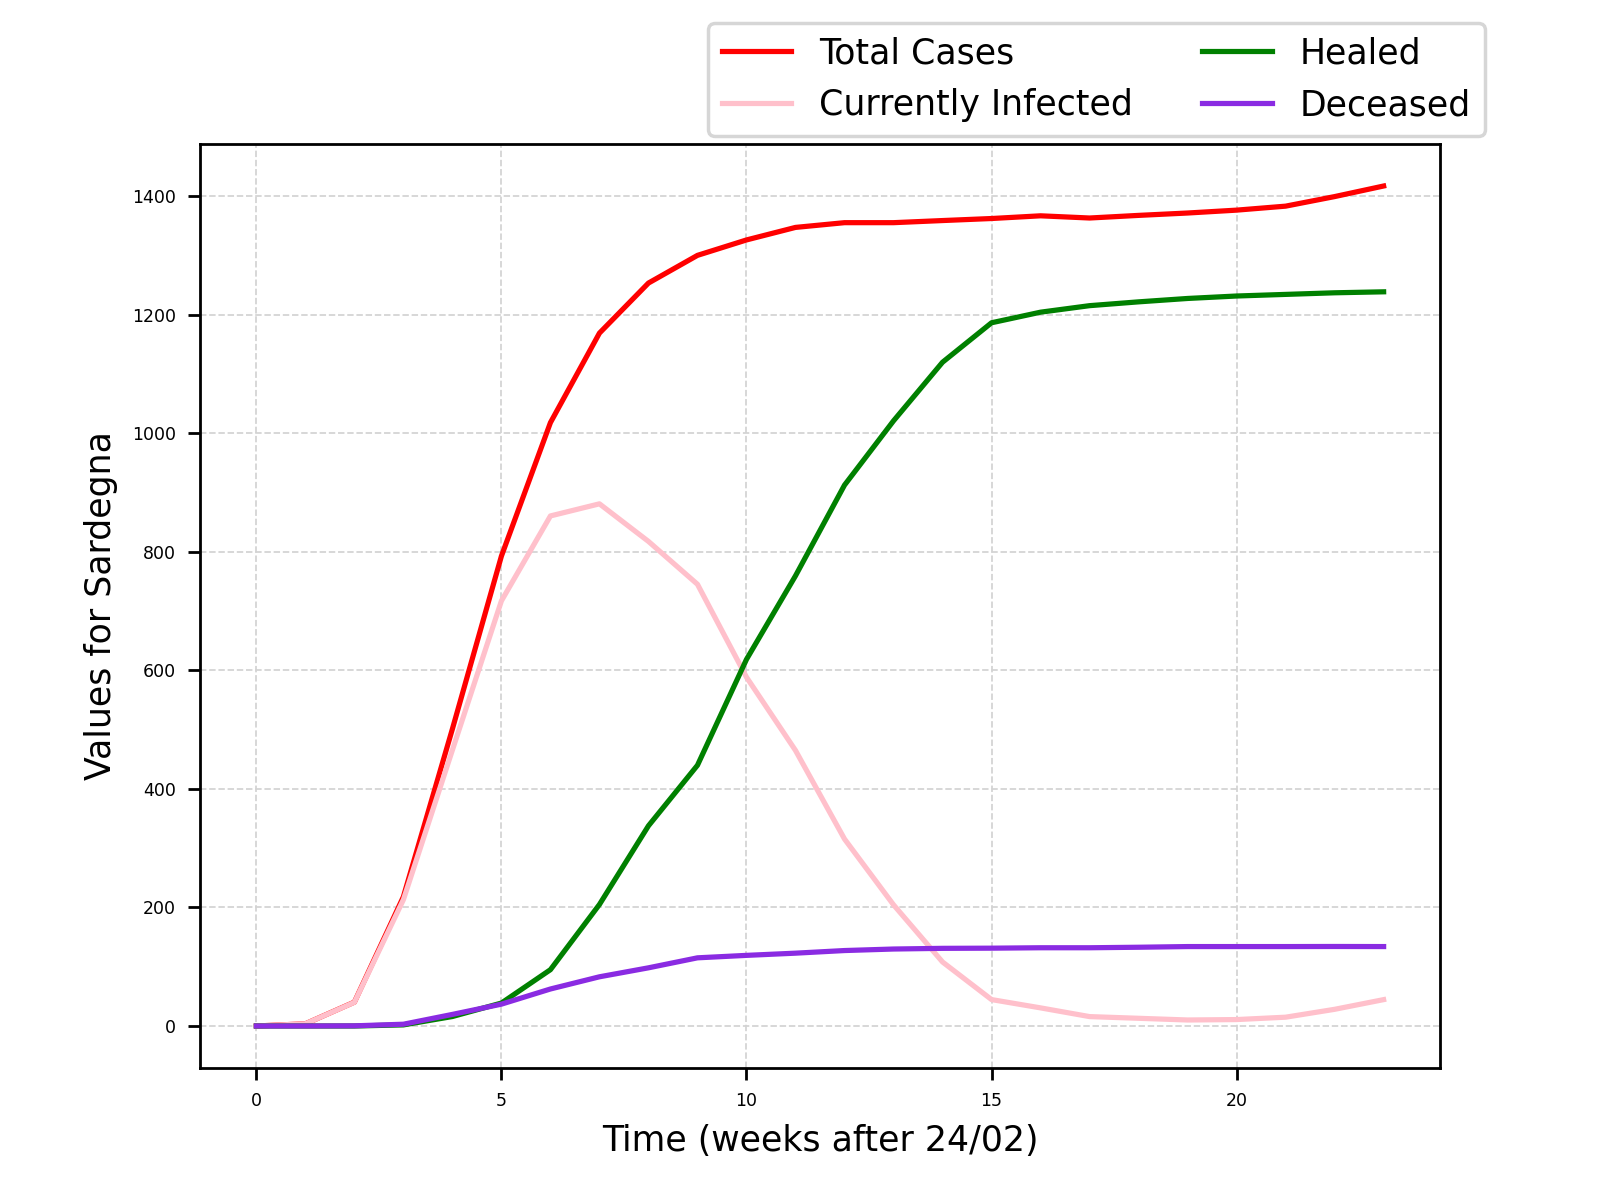 Total Cases
Currently Infected
Healed
Deceased
Values for Sardegna
1400
1200
1000
800
600
400
200
0
0 5 10 15 20
Time (weeks after 24/02)